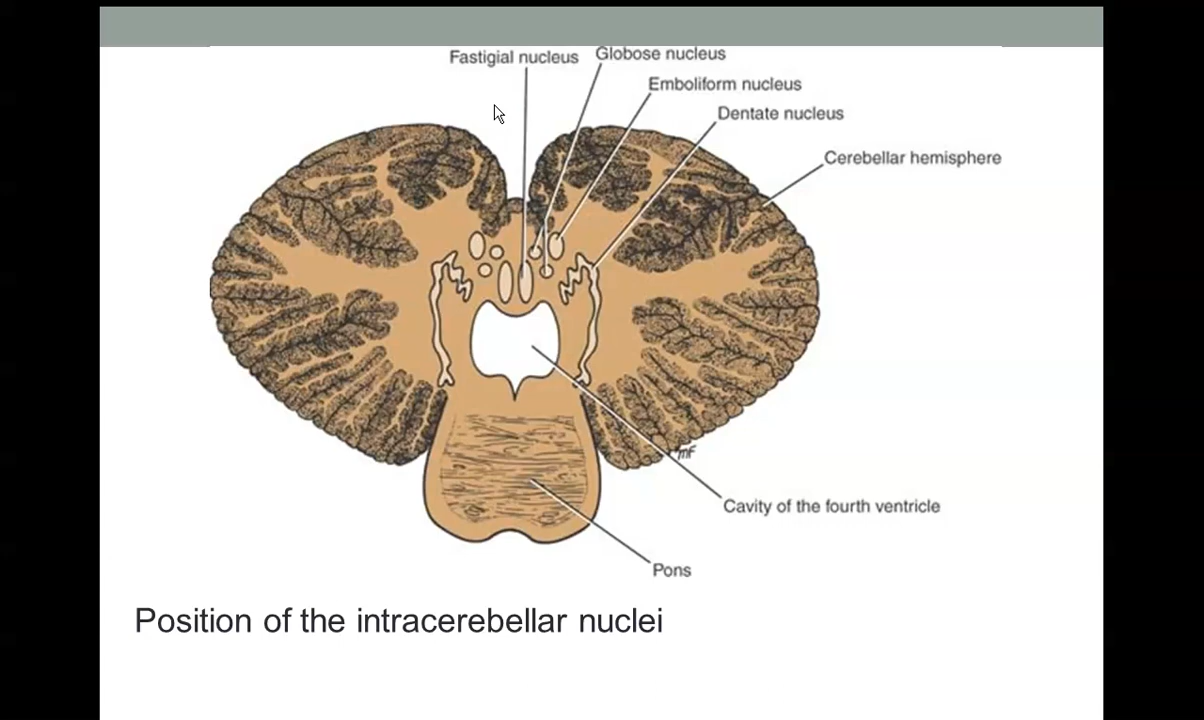 Fastigial nucleus
Globose nucleus
Emboliform nucleus
Dentate nucleus
Cerebellar hemisphere
mF
Cavity of the fourth ventricle
Pons
Position of the intracerebellar nuclei